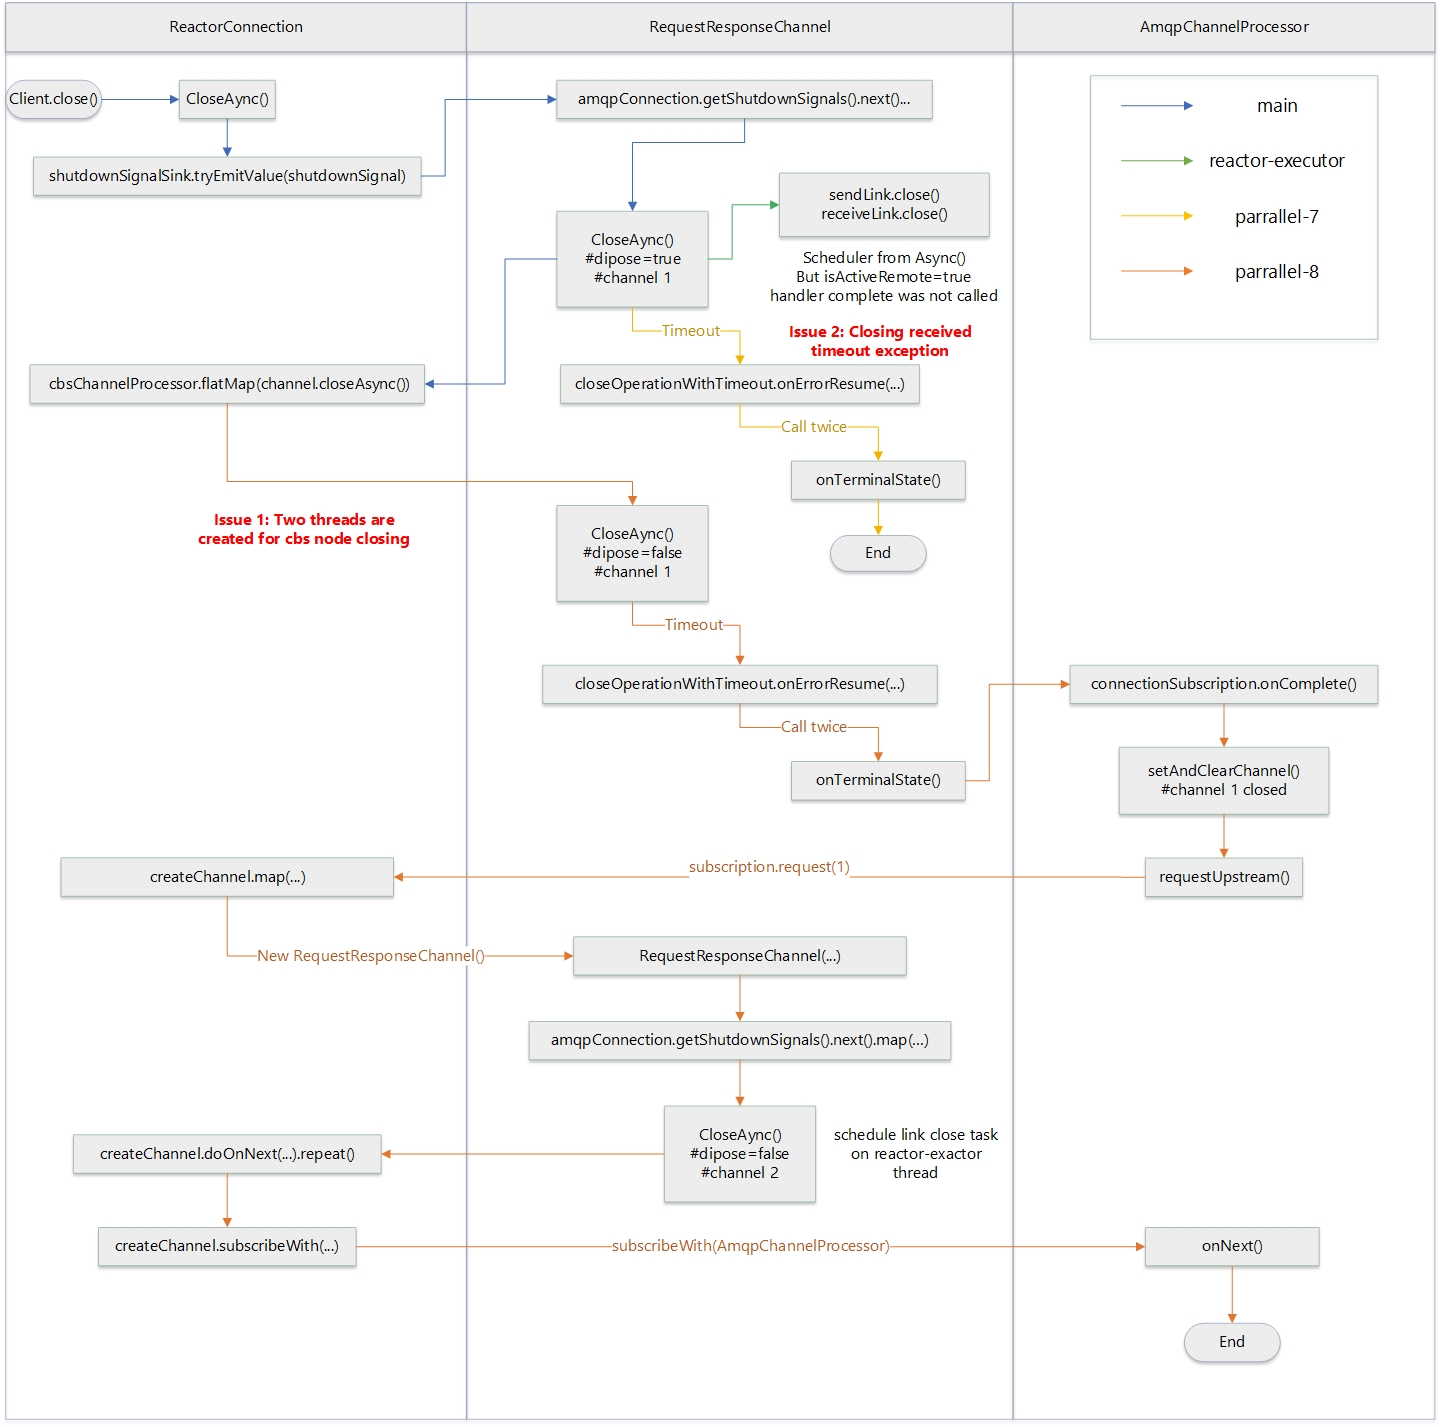 ReactorConnection
RequestResponseChannel
AmqpChannelProcessor
Client.close()
CloseAync()
amqpConnection.getShutdownSignals().next()...
main
reactor-executor
parrallel-7
parrallel-8
shutdownSignalSink.tryEmitValue(shutdownSignal)
sendLink.close()
receiveLink.close()
CloseAync()
#dipose=true
#channel 1
Scheduler from Async()
But isActiveRemote=true
handler complete was not called
Timeout
Issue 2: Closing received
timeout exception
cbsChannelProcessor.flatMap(channel.closeAsync())
closeOperationWithTimeout.onErrorResume(...)
Call twice
onTerminalState()
Issue 1: Two threads are
created for cbs node closing
CloseAync()
#dipose=false
#channel 1
End
Timeout
closeOperationWithTimeout.onErrorResume(...)
connectionSubscription.onComplete()
Call twice
onTerminalState()
setAndClearChannel()
#channel 1 closed
createChannel.map(...)
subscription.request(1)
requestUpstream()
New RequestResponseChannel()
RequestResponseChannel(...)
amqpConnection.getShutdownSignals().next().map(...)
CloseAync()
#dipose=false
#channel 2
schedule link close task
on reactor-exactor
thread
createChannel.doOnNext(...).repeat()
createChannel.subscribeWith(...)
subscribeWith(AmqpChannelProcessor)
onNext()
End